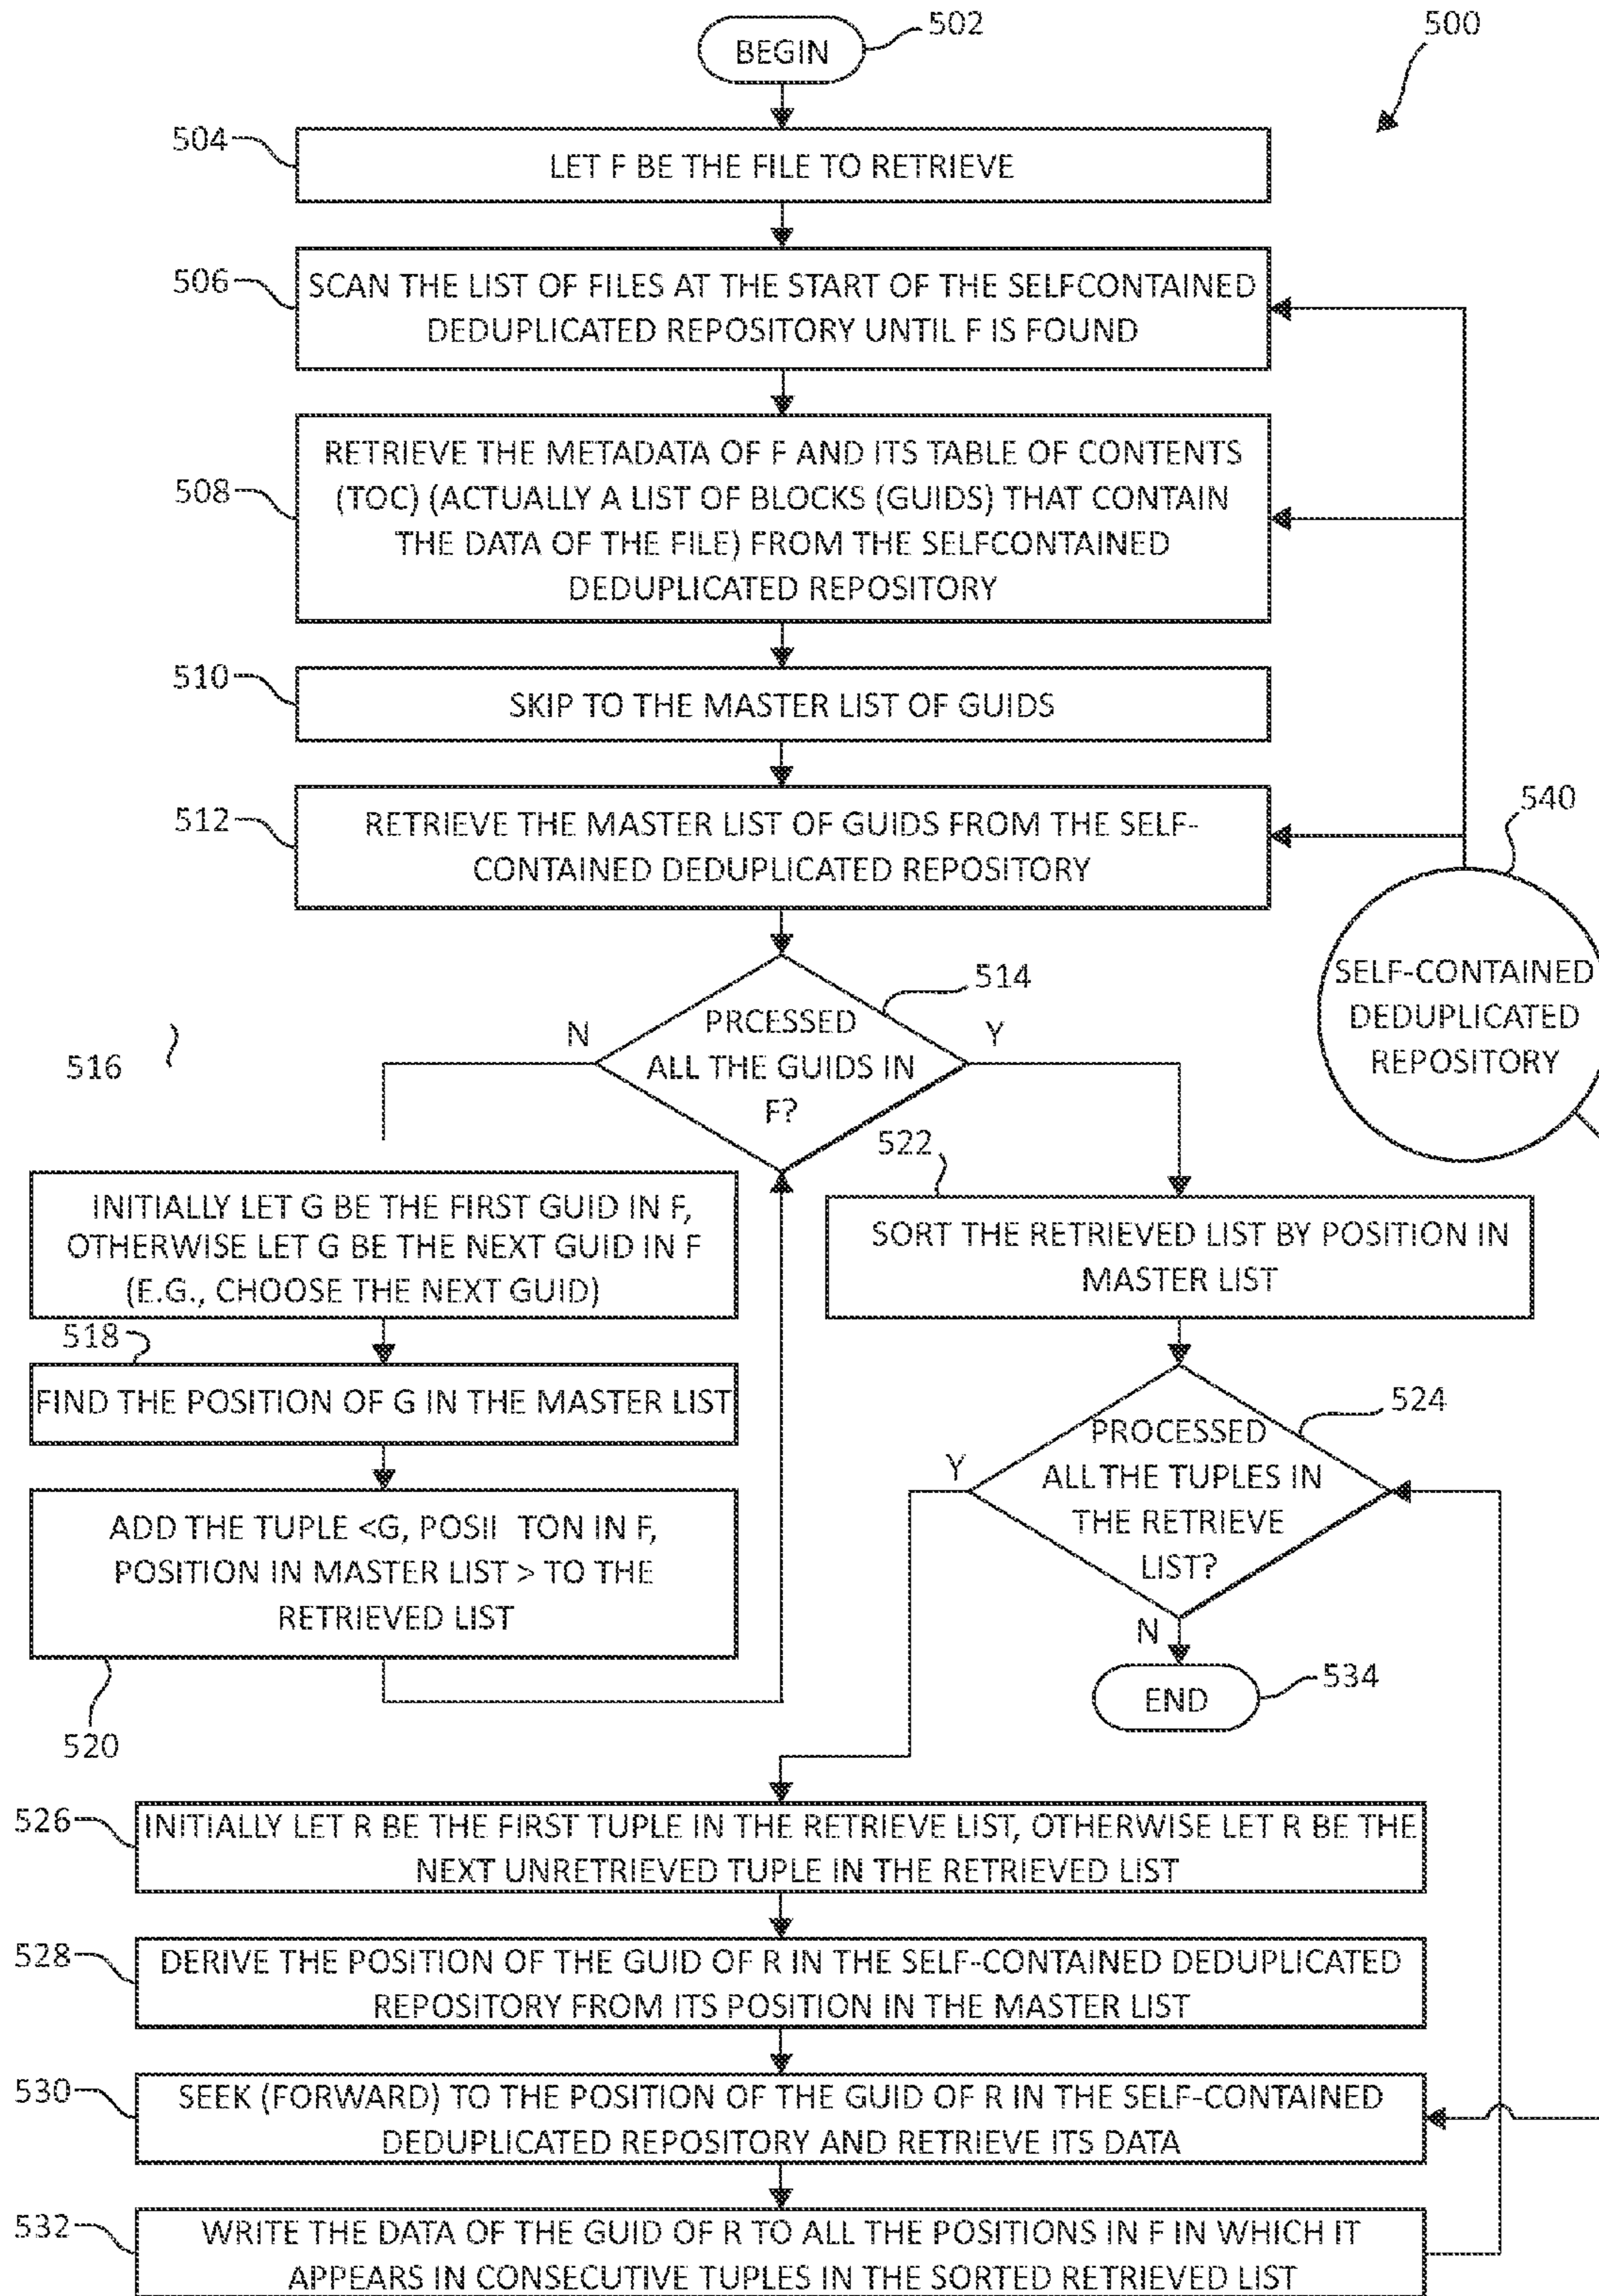 502
500
BEGIN
504
LET F BE THE FILE TO RETRIEVE
506
SCAN THE LIST OF FILES AT THE START OF THE SELFCONTAINED
DEDUPLICATED REPOSITORY UNTIL F IS FOUND
508
RETRIEVE THE METADATA OF F AND ITS TABLE OF CONTENTS
(TOC) (ACTUALLY A LIST OF BLOCKS (GUIDS) THAT CONTAIN
THE DATA OF THE FILE) FROM THE SELFCONTAINED
DEDUPLICATED REPOSITORY
510
SKIP TO THE MASTER LIST OF GUIDS
512
RETRIEVE THE MASTER LIST OF GUIDS FROM THE SELF-
CONTAINED DEDUPLICATED REPOSITORY
540
SELF-CONTAINED
DEDUPLICATED
REPOSITORY
514
PRCESSED
ALL THE GUIDS IN
F?
N
Y
516
INITIALLY LET G BE THE FIRST GUID IN F,
OTHERWISE LET G BE THE NEXT GUID IN F
(E.G., CHOOSE THE NEXT GUID)
518
FIND THE POSITION OF G IN THE MASTER LIST
ADD THE TUPLE <G, POSII TON IN F,
POSITION IN MASTER LIST > TO THE
RETRIEVED LIST
520
522
SORT THE RETRIEVED LIST BY POSITION IN
MASTER LIST
524
PROCESSED
ALL THE TUPLES IN
THE RETRIEVE
LIST?
Y
N
END
534
526
INITIALLY LET R BE THE FIRST TUPLE IN THE RETRIEVE LIST, OTHERWISE LET R BE THE
NEXT UNRETRIEVED TUPLE IN THE RETRIEVED LIST
528
DERIVE THE POSITION OF THE GUID OF R IN THE SELF-CONTAINED DEDUPLICATED
REPOSITORY FROM ITS POSITION IN THE MASTER LIST
530
SEEK (FORWARD) TO THE POSITION OF THE GUID OF R IN THE SELF-CONTAINED
DEDUPLICATED REPOSITORY AND RETRIEVE ITS DATA
532
WRITE THE DATA OF THE GUID OF R TO ALL THE POSITIONS IN F IN WHICH IT
APPEARS IN CONSECUTIVE TUPLES IN THE SORTED RETRIEVED LIST